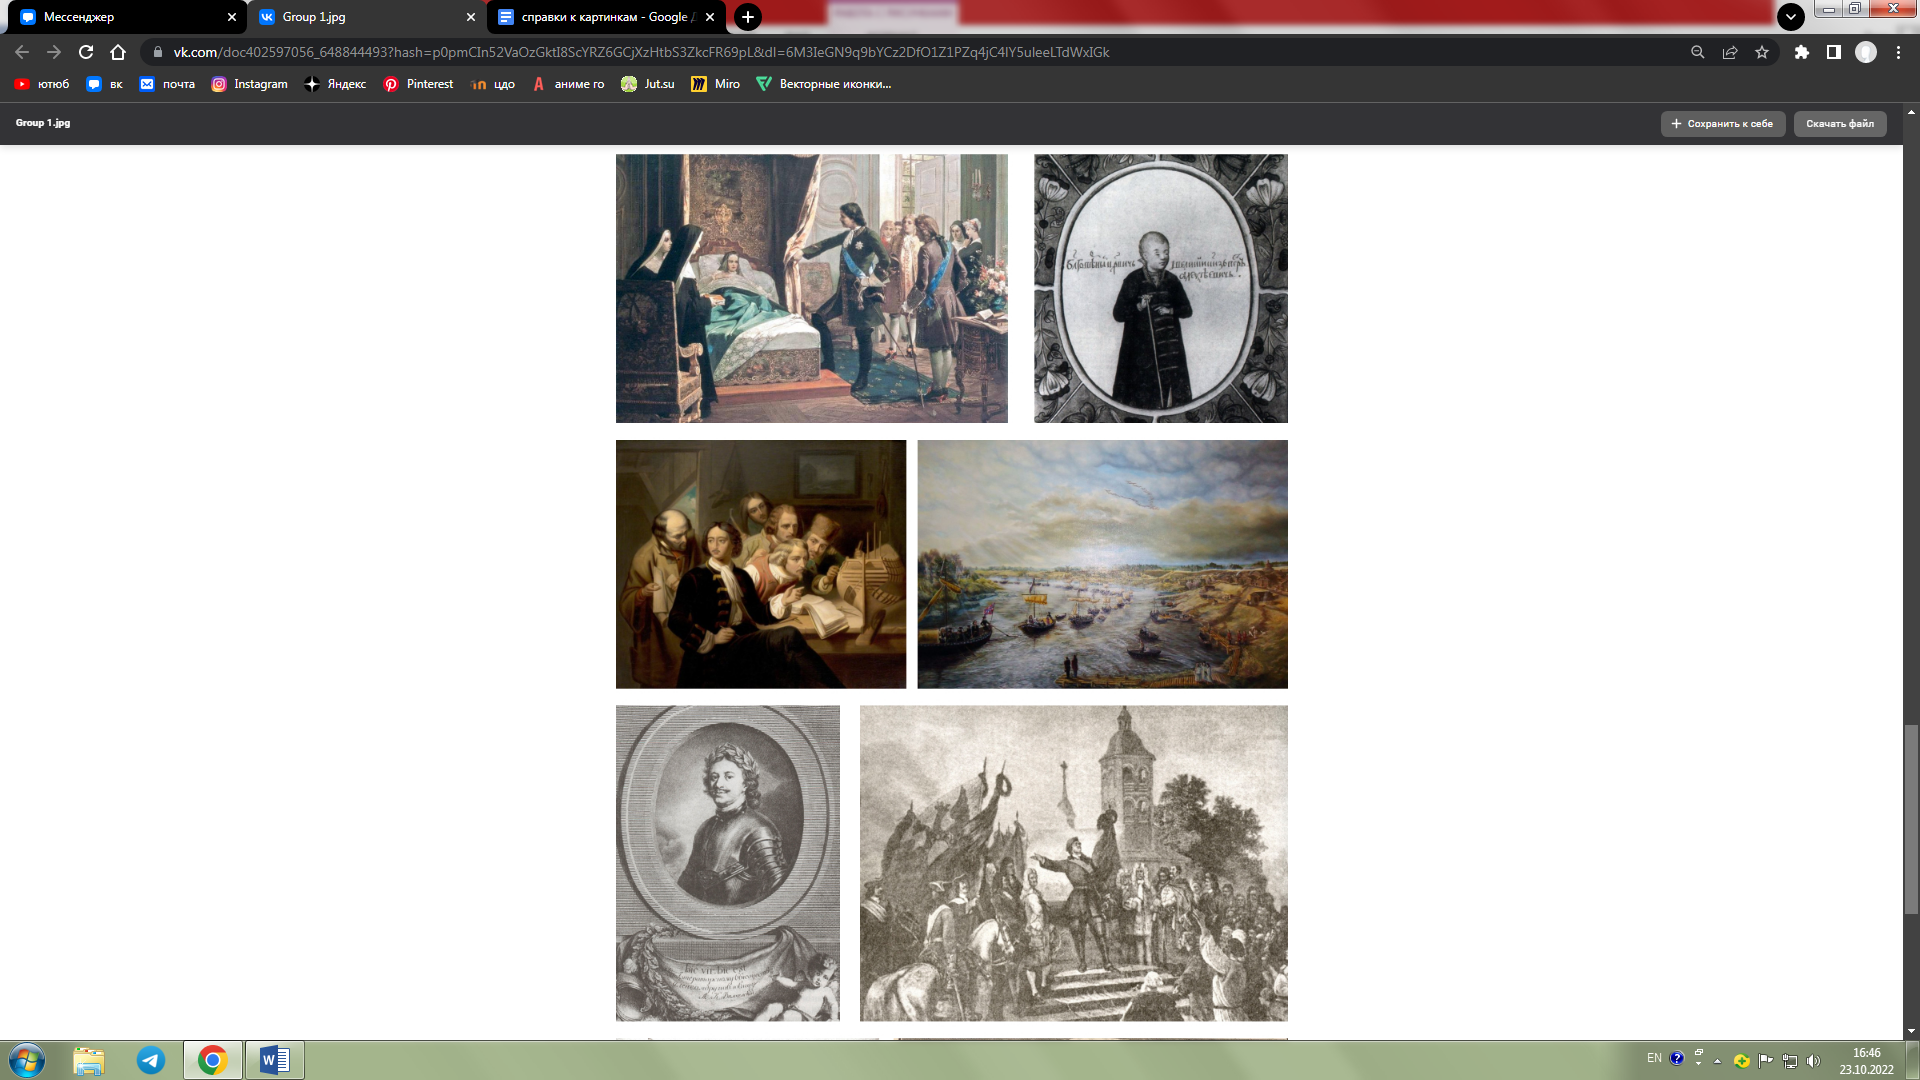 Мессенджер
Group 1.jpg
справки к картинкам - Google
vk.com/doc402597056_648844493?hash=p0pmCIn52VaOzGktI8ScYRZ6GCjXzHtbS3ZkcFR69pL&dl=6M3IeGN9q9bYCz2DfO1Z1PZq4jC4lY5uleeLTdWxIGk
ютюб
вк
почта
Instagram
Яндекс
Pinterest
цдо
аниме го
Jut.su
Miro
Векторные иконки...
Group 1.jpg
Сохранить к себе
Скачать файл
EN
16:46
23.10.2022